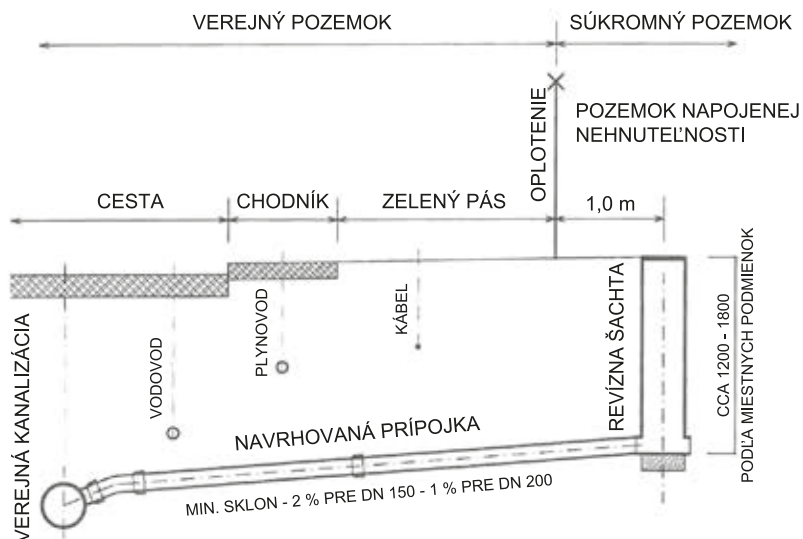 VEREJNÝ POZEMOK
SÚKROMNÝ POZEMOK
OPLOTENIE
POZEMOK NAPOJENEJ
NEHNUTEĽNOSTI
CESTA
CHODNÍK
ZELENÝ PÁS
1,0 m
VEREJNÁ KANALIZÁCIA
VODOVOD
PLYNOVOD
KÁBEL
REVÍZNA ŠACHTA
CCA 1200 - 1800
PODĽA MIESTNYCH PODMIENOK
NAVRHOVANÁ PRÍPOJKA
MIN. SKLON - 2 % PRE DN 150 - 1 % PRE DN 200